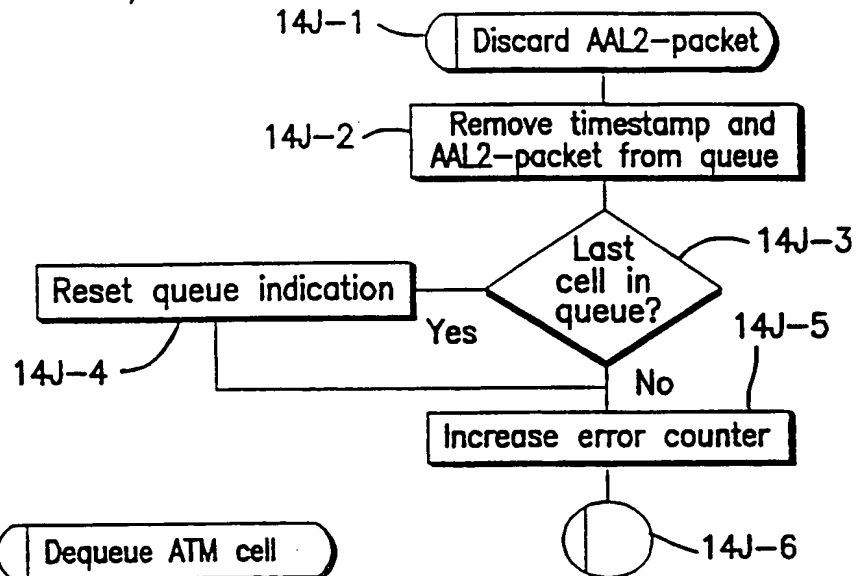 14J-1
Discard AAL2-packet
14J-2
Remove timestamp and
AAL2-packet from queue
Last
cell in
queue?
14J-3
Reset queue indication
Yes
14J-4
14J-5
No
Increase error counter
14J-6
Dequeue ATM cell